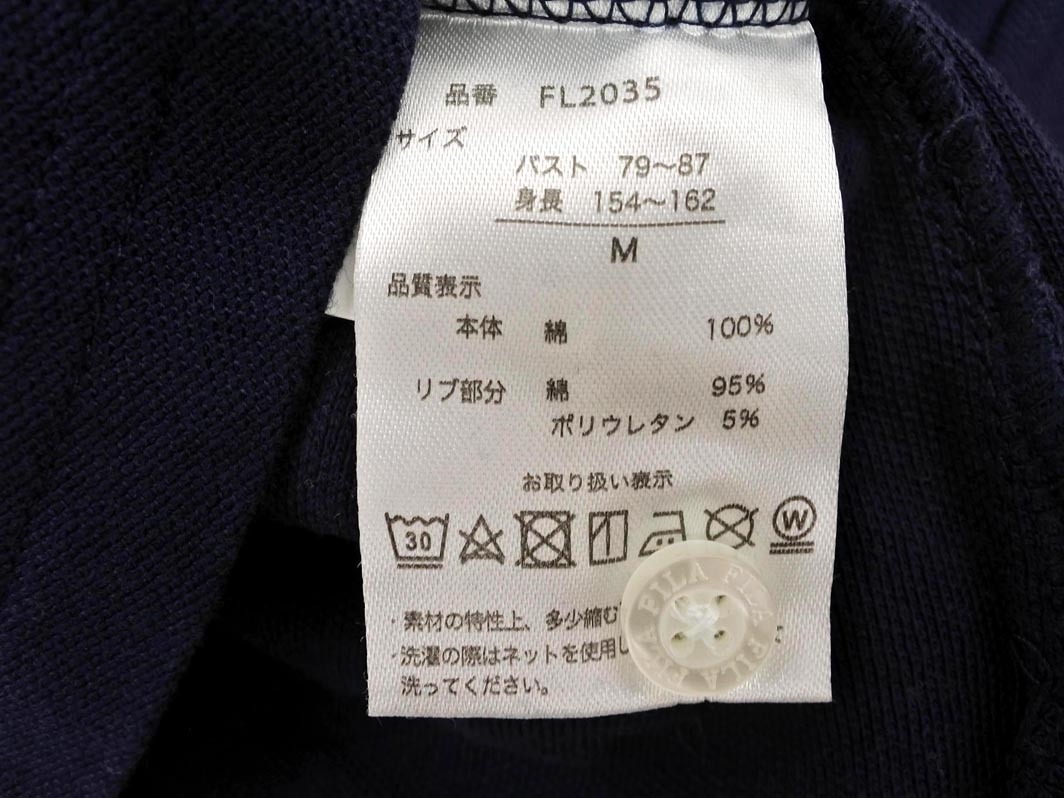 品番 FL2035
サイズ
バスト 79～87
身長 154～162
M
品質表示
本体 綿 100%
リブ部分 綿 95%
ポリウレタン 5%
お取り扱い表示
30 W
・素材の特性上、多少縮む
・洗濯の際はネットを使用し
洗ってください。
FILA FILA FILA FILA